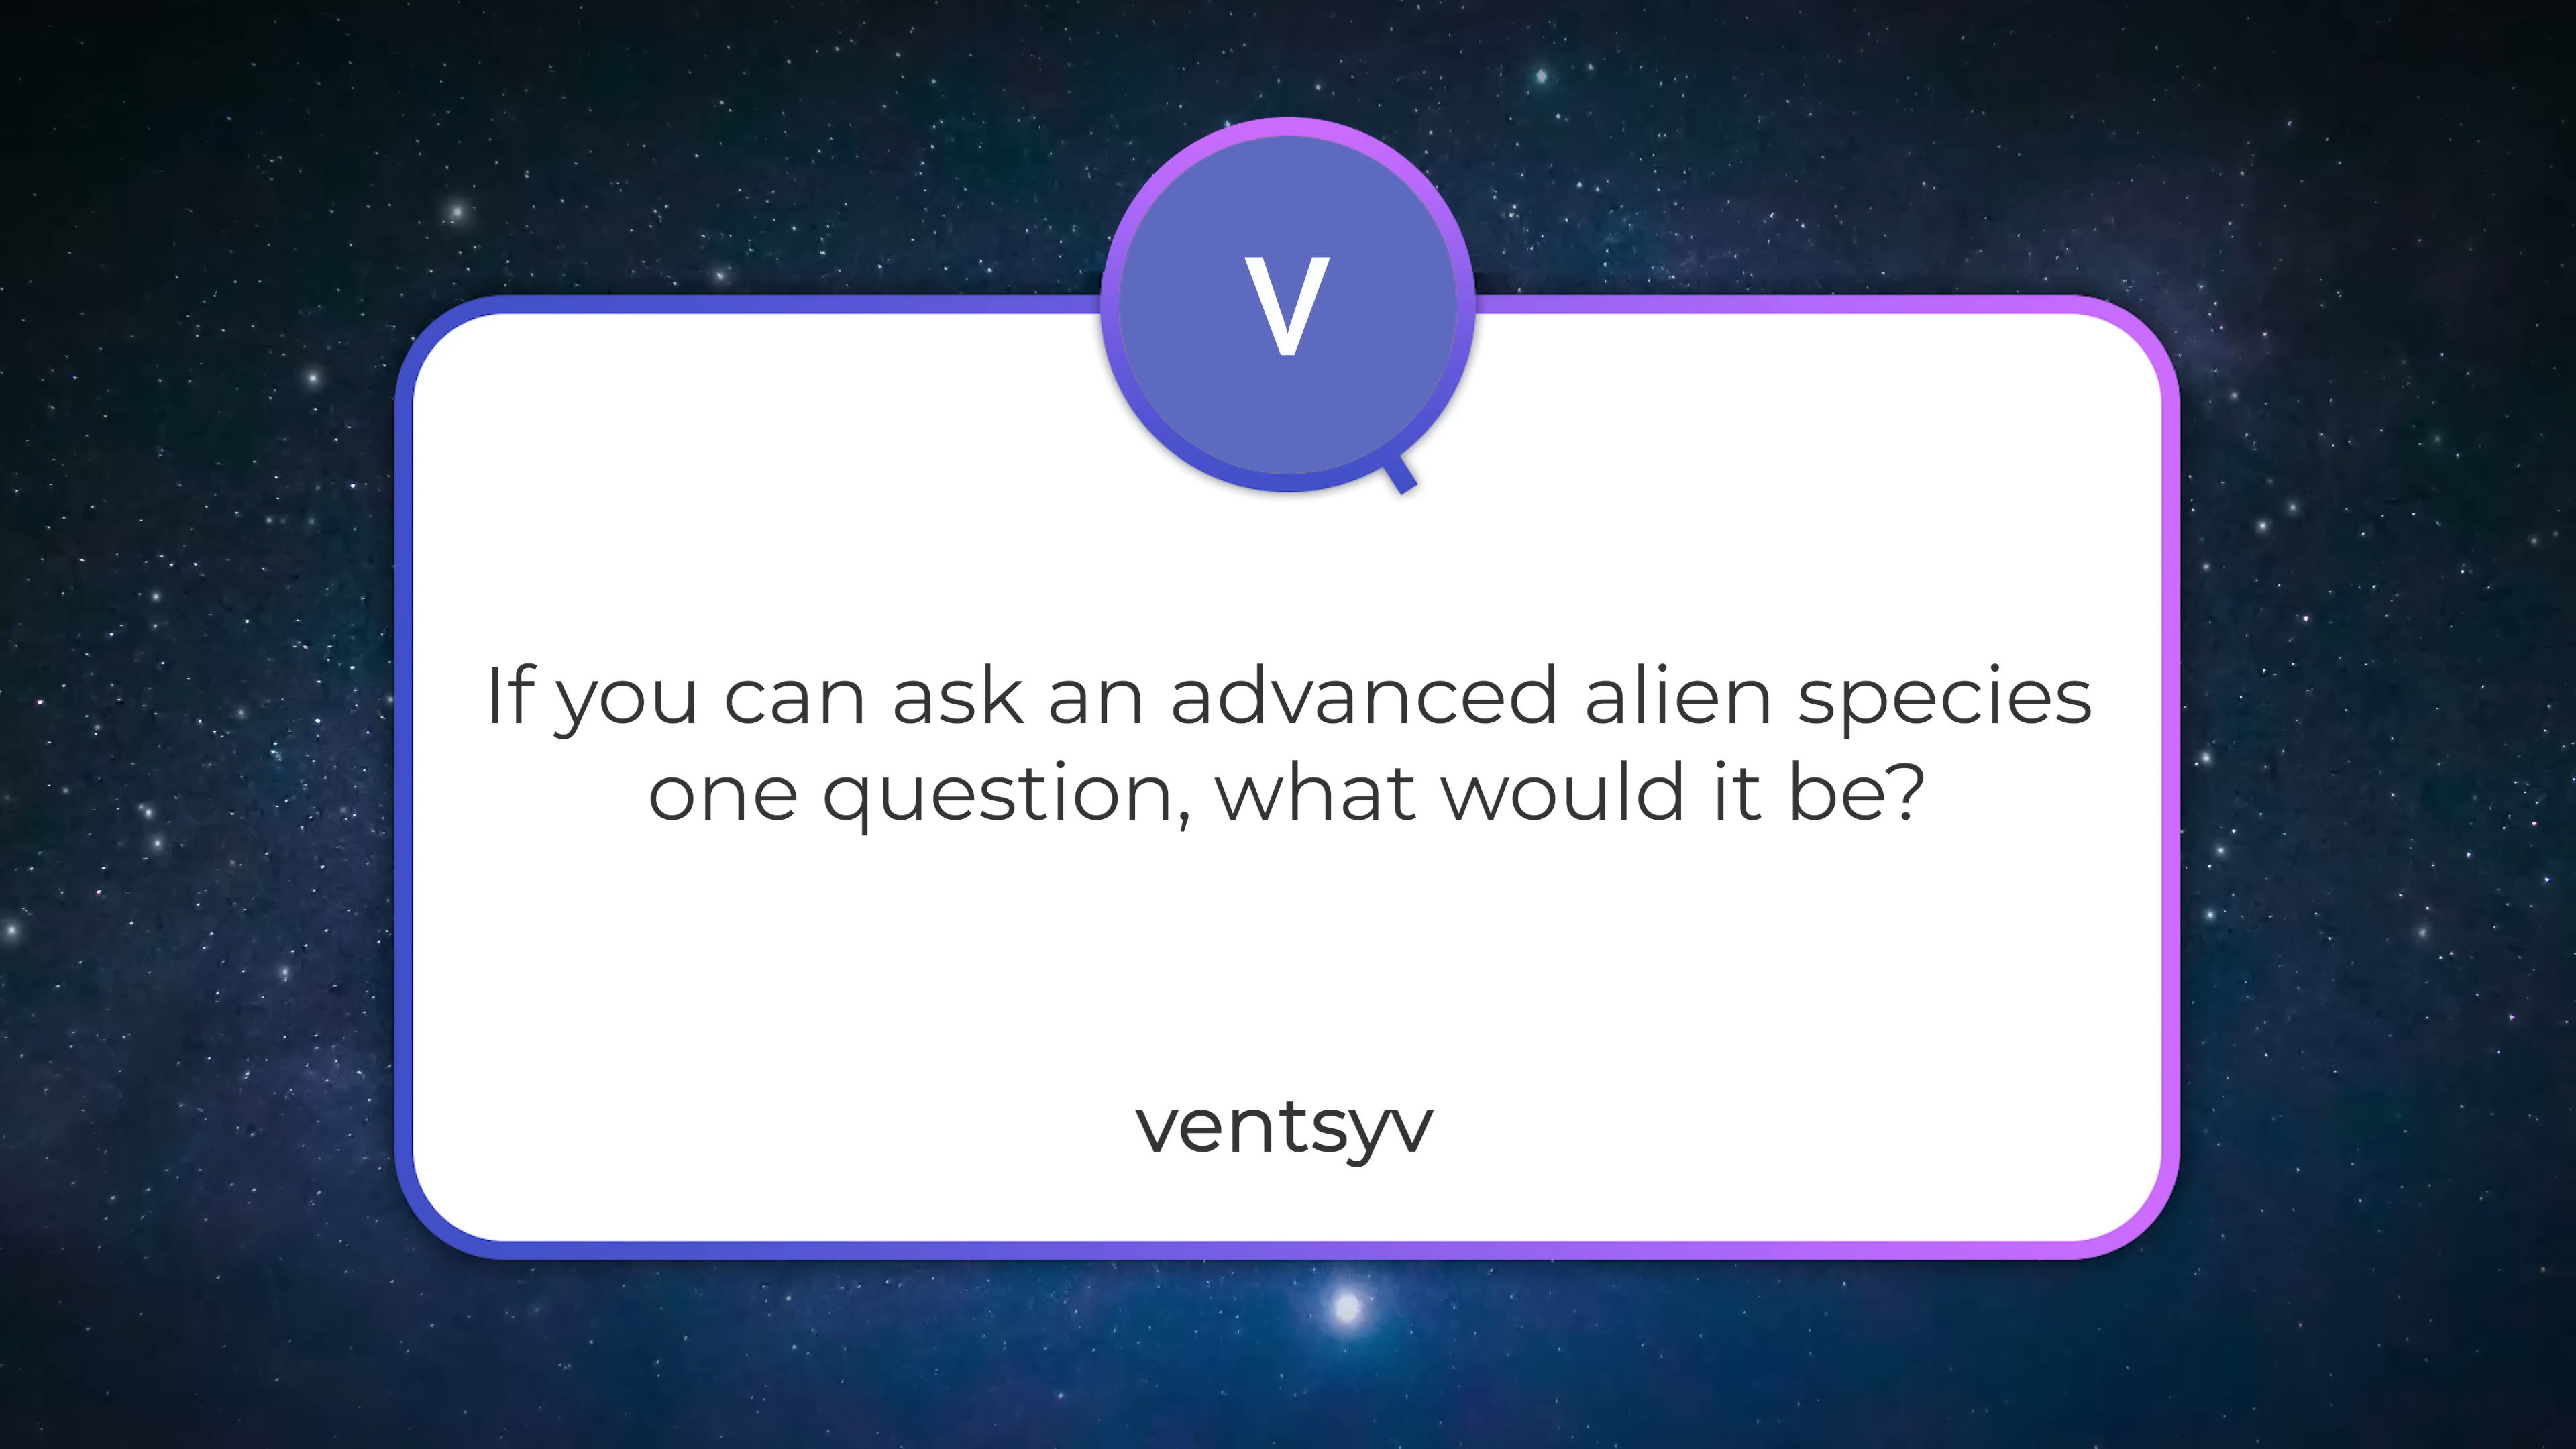 V
If you can ask an advanced alien species
one question, what would it be?
ventsyv